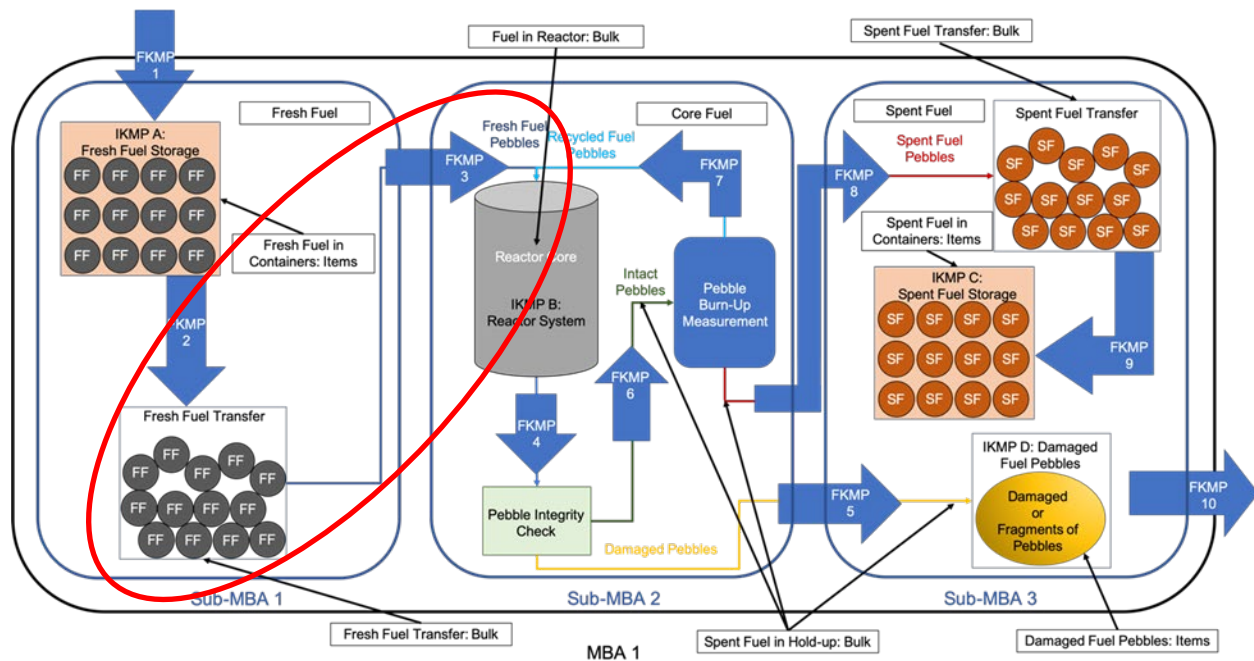 Fuel in Reactor: Bulk
Spent Fuel Transfer: Bulk
FKMP
1
Fresh Fuel
IKMP A:
Fresh Fuel Storage
FF FF FF FF
FF FF FF FF
FF FF FF FF
Fresh Fuel in
Containers: Items
FKMP
2
Fresh Fuel Transfer
FF FF FF FF
FF FF FF FF
FF FF FF FF
Sub-MBA 1
Fresh Fuel Transfer: Bulk
FKMP
3
Fresh Fuel
Pebbles
Recycled Fuel
Pebbles
Core Fuel
FKMP
7
Reactor Core
IKMP B:
Reactor System
Intact
Pebbles
Pebble
Burn-Up
Measurement
FKMP
4
FKMP
6
Pebble Integrity
Check
Damaged Pebbles
Sub-MBA 2
Spent Fuel in Hold-up: Bulk
FKMP
8
Spent Fuel
Spent Fuel
Pebbles
Spent Fuel Transfer
SF SF SF SF
SF SF SF SF
SF SF SF SF
Spent Fuel in
Containers: Items
IKMP C:
Spent Fuel Storage
SF SF SF SF
SF SF SF SF
SF SF SF SF
FKMP
9
FKMP
5
IKMP D: Damaged
Fuel Pebbles
Damaged
or
Fragments of
Pebbles
FKMP
10
Sub-MBA 3
Damaged Fuel Pebbles: Items
MBA 1